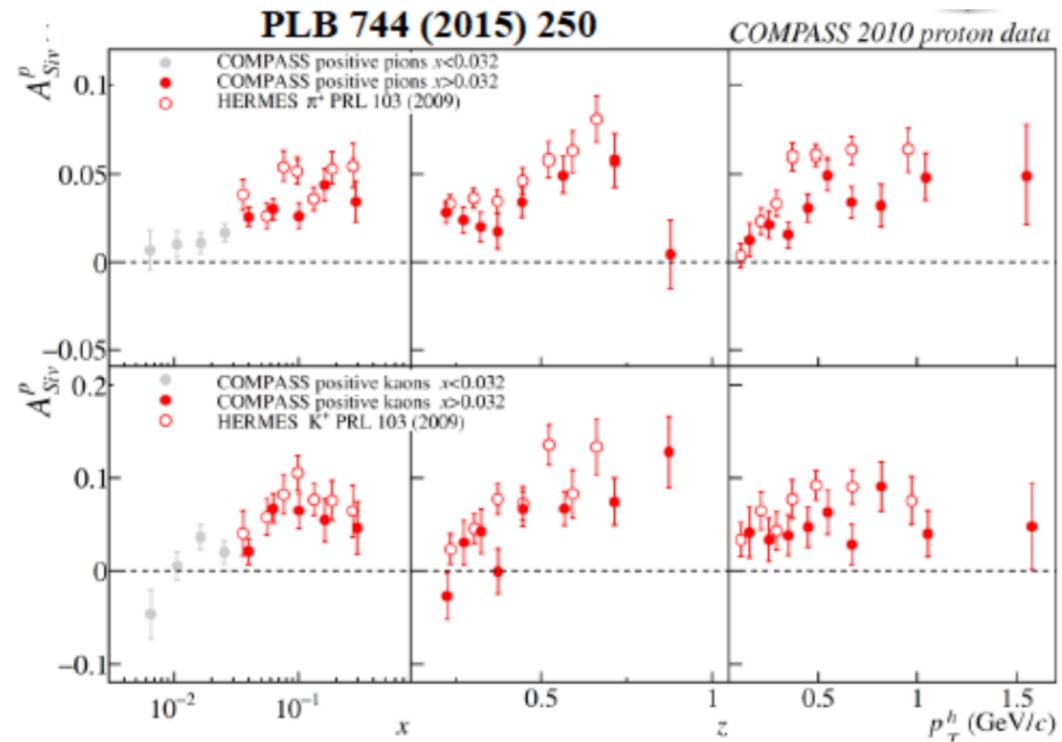 PLB 744 (2015) 250
COMPASS 2010 proton data
A^p_Siv
COMPASS positive pions x<0.032
COMPASS positive pions x>0.032
HERMES π⁺ PRL 103 (2009)
0.1
0.05
0
−0.05
A^p_Siv
COMPASS positive kaons x<0.032
COMPASS positive kaons x>0.032
HERMES K⁺ PRL 103 (2009)
0.2
0.1
0
−0.1
10⁻² 10⁻¹ 0.5 1 0.5 1 1.5
x z p^h_T (GeV/c)